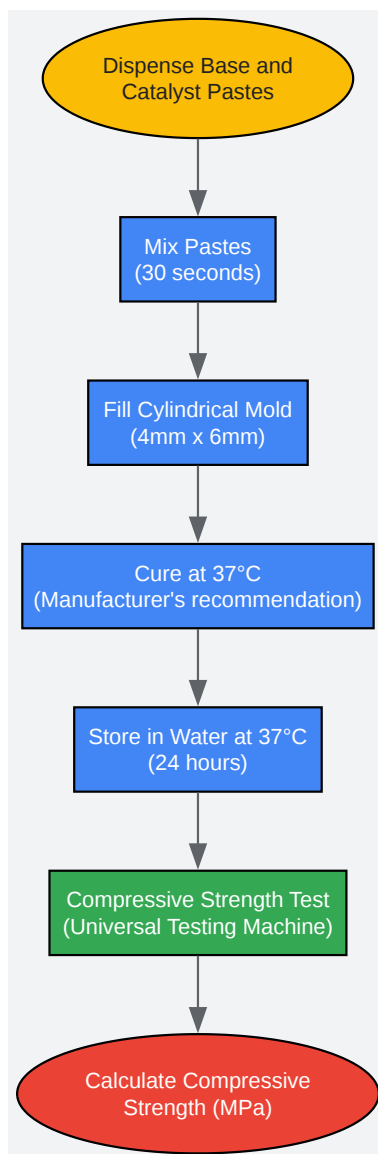 Dispense Base and
Catalyst Pastes
Mix Pastes
(30 seconds)
Fill Cylindrical Mold
(4mm x 6mm)
Cure at 37°C
(Manufacturer's recommendation)
Store in Water at 37°C
(24 hours)
Compressive Strength Test
(Universal Testing Machine)
Calculate Compressive
Strength (MPa)